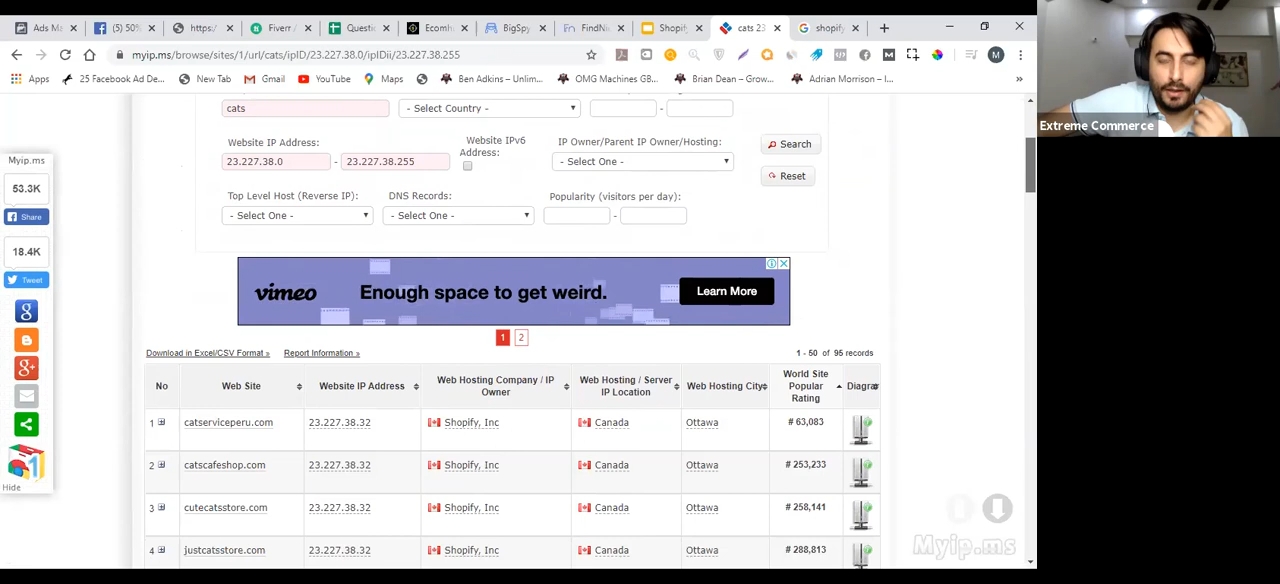 Ads Ma
(5) 50%
https:/
Fiverr /
Questic
EcomH
BigSpy
FindNi
Shopify
cats 23
shopify
myip.ms/browse/sites/1/url/cats/ipID/23.227.38.0/ipIDii/23.227.38.255
M
Apps
25 Facebook Ad De...
New Tab
Gmail
YouTube
Maps
Ben Adkins – Unlim...
OMG Machines GB...
Brian Dean – Grow...
Adrian Morrison – I...
»
Extreme Commerce
cats
- Select Country -
-
Website IP Address:
Website IPv6
Address:
IP Owner/Parent IP Owner/Hosting:
23.227.38.0 - 23.227.38.255
- Select One -
Search
Reset
Top Level Host (Reverse IP):
DNS Records:
Popularity (visitors per day):
- Select One -
- Select One -
-
Myip.ms
53.3K
Share
18.4K
Tweet
Hide
vimeo
Enough space to get weird.
Learn More
1 2
Download in Excel/CSV Format »
Report Information »
1 - 50 of 95 records
No
Web Site
Website IP Address
Web Hosting Company / IP
Owner
Web Hosting / Server
IP Location
Web Hosting City
World Site
Popular
Rating
Diagra
1 catserviceperu.com 23.227.38.32 Shopify, Inc Canada Ottawa # 63,083
2 catscafeshop.com 23.227.38.32 Shopify, Inc Canada Ottawa # 253,233
3 cutecatsstore.com 23.227.38.32 Shopify, Inc Canada Ottawa # 258,141
4 justcatsstore.com 23.227.38.32 Shopify, Inc Canada Ottawa # 288,813
Myip.ms